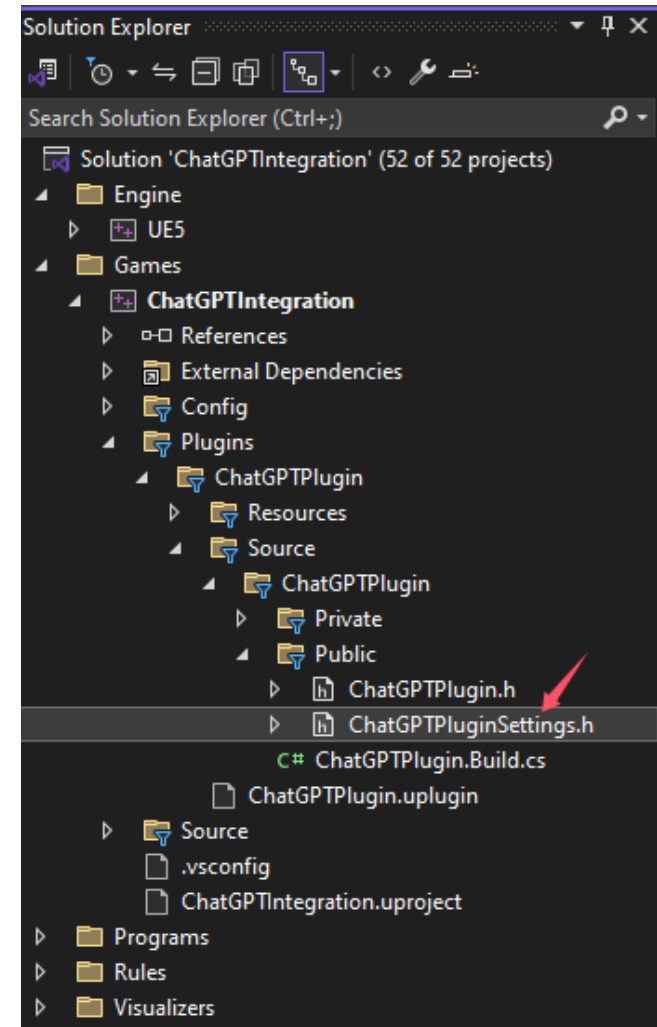 Solution Explorer
Search Solution Explorer (Ctrl+;)
Solution 'ChatGPTIntegration' (52 of 52 projects)
Engine
UE5
Games
ChatGPTIntegration
References
External Dependencies
Config
Plugins
ChatGPTPlugin
Resources
Source
ChatGPTPlugin
Private
Public
ChatGPTPlugin.h
ChatGPTPluginSettings.h
C# ChatGPTPlugin.Build.cs
ChatGPTPlugin.uplugin
Source
.vsconfig
ChatGPTIntegration.uproject
Programs
Rules
Visualizers